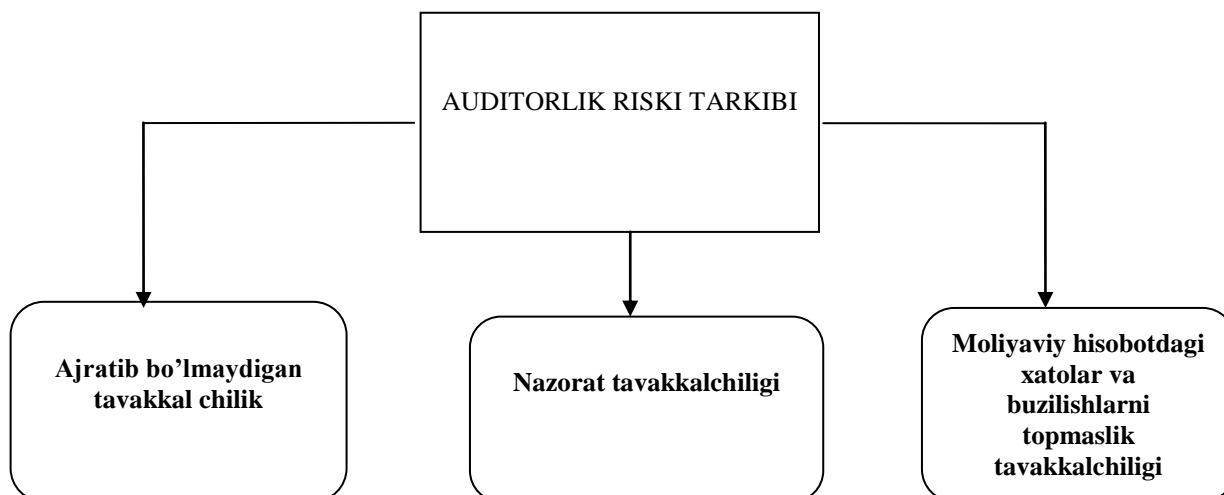 AUDITORLIK RISKI TARKIBI
Ajratib bo’lmaydigan
tavakkal chilik
Nazorat tavakkalchiligi
Moliyaviy hisobotdagi
xatolar va
buzilishlarni
topmaslik
tavakkalchiligi